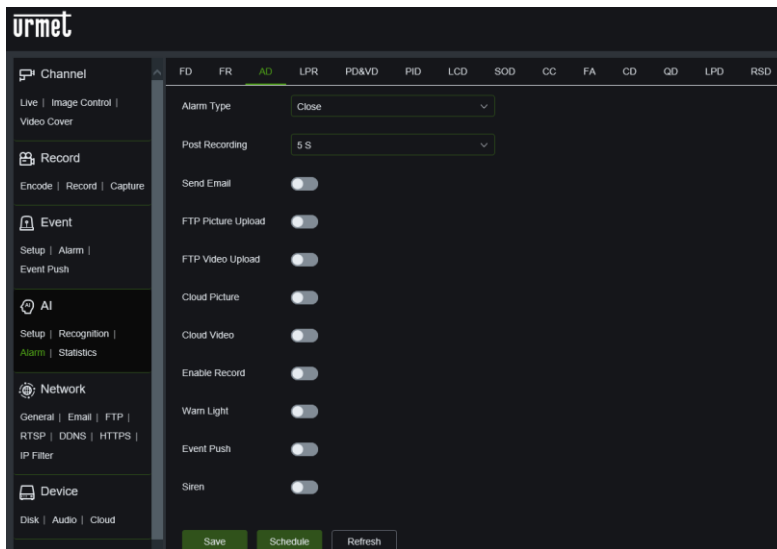 urmet
Channel
Live | Image Control |
Video Cover
Record
Encode | Record | Capture
Event
Setup | Alarm |
Event Push
AI
Setup | Recognition |
Alarm | Statistics
Network
General | Email | FTP |
RTSP | DDNS | HTTPS |
IP Filter
Device
Disk | Audio | Cloud
FD FR AD LPR PD&VD PID LCD SOD CC FA CD QD LPD RSD
Alarm Type Close
Post Recording 5 S
Send Email
FTP Picture Upload
FTP Video Upload
Cloud Picture
Cloud Video
Enable Record
Warn Light
Event Push
Siren
Save Schedule Refresh